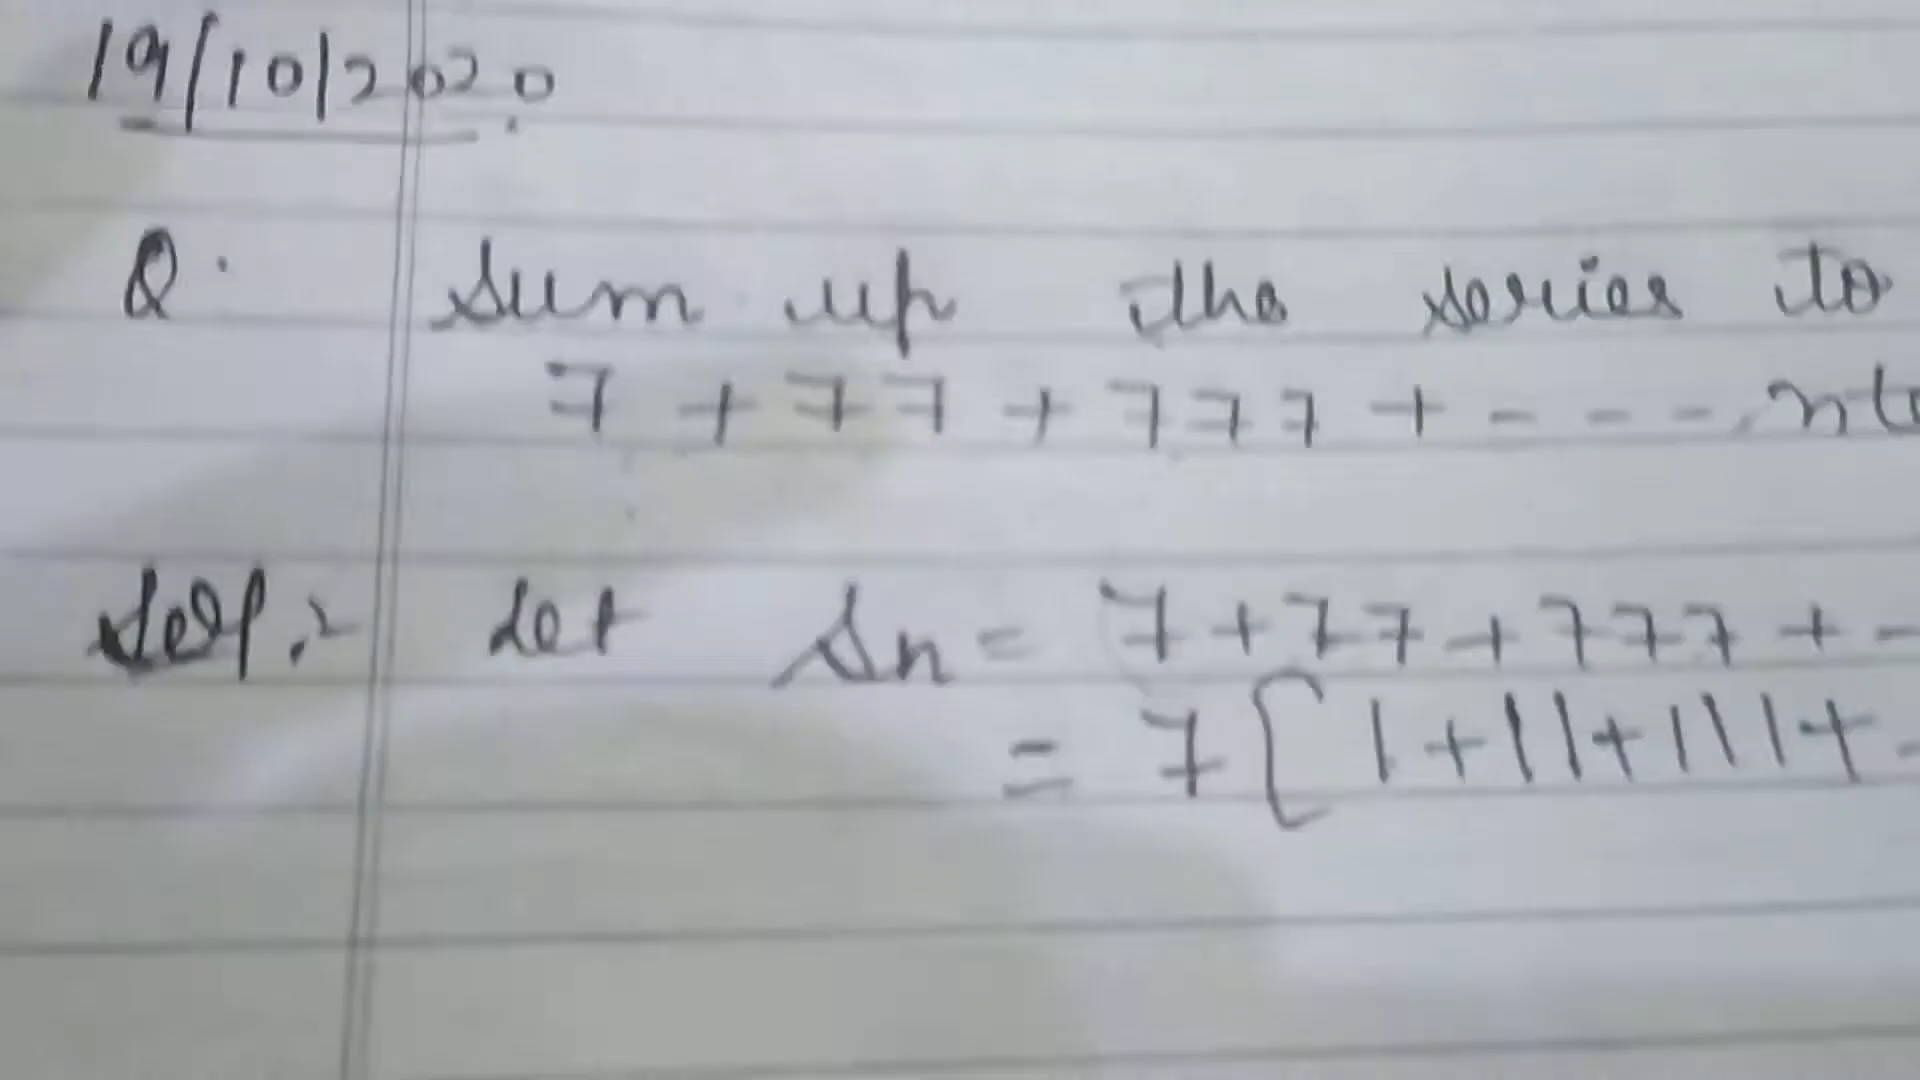 19/10/2020
Q. Sum up the series to
7 + 77 + 777 + - - - , n t
Sol:- Let Sn = 7 + 77 + 777 + -
= 7 [ 1 + 11 + 111 + -